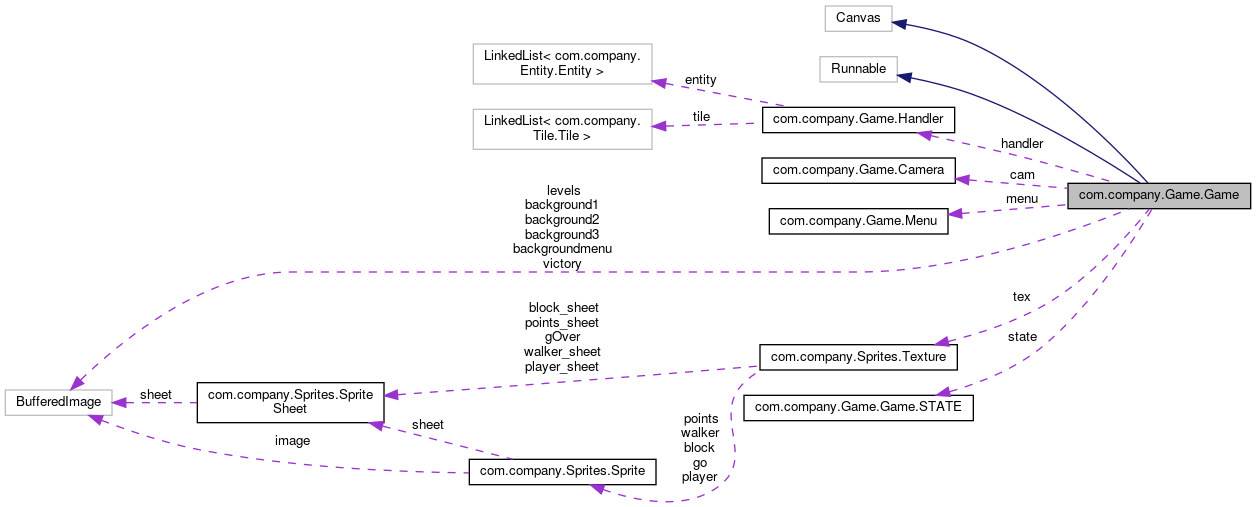 Canvas
LinkedList< com.company.
Entity.Entity >
entity
Runnable
LinkedList< com.company.
Tile.Tile >
tile
com.company.Game.Handler
handler
com.company.Game.Camera
cam
com.company.Game.Game
menu
com.company.Game.Menu
levels
background1
background2
background3
backgroundmenu
victory
tex
state
block_sheet
points_sheet
gOver
walker_sheet
player_sheet
com.company.Sprites.Texture
BufferedImage
sheet
com.company.Sprites.Sprite
Sheet
com.company.Game.Game.STATE
image
sheet
points
walker
block
go
player
com.company.Sprites.Sprite